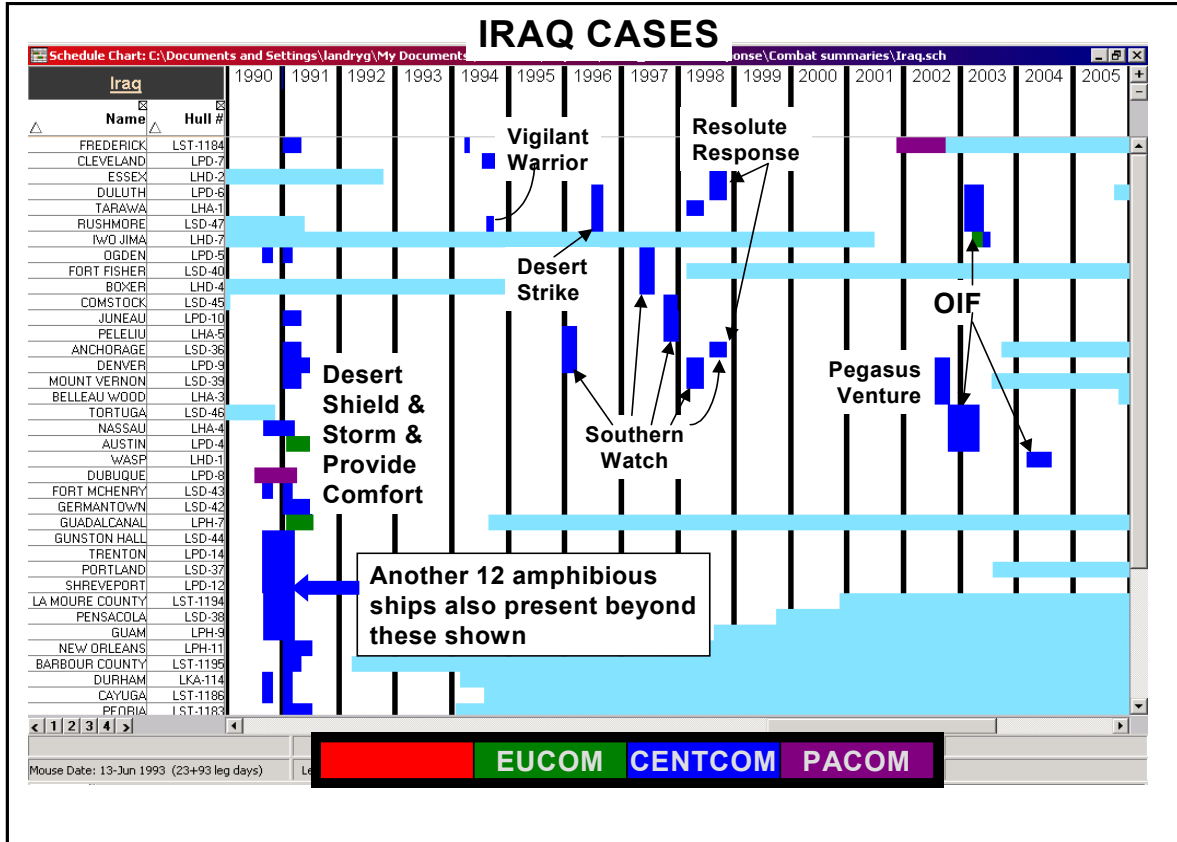 IRAQ CASES
Schedule Chart: C:\Documents and Settings\landryg\My Documents
onse\Combat summaries\Iraq.sch
Iraq
1990 1991 1992 1993 1994 1995 1996 1997 1998 1999 2000 2001 2002 2003 2004 2005
Name Hull #
FREDERICK LST-1184
CLEVELAND LPD-7
ESSEX LHD-2
DULUTH LPD-6
TARAWA LHA-1
RUSHMORE LSD-47
IWO JIMA LHD-7
OGDEN LPD-5
FORT FISHER LSD-40
BOXER LHD-4
COMSTOCK LSD-45
JUNEAU LPD-10
PELELIU LHA-5
ANCHORAGE LSD-36
DENVER LPD-9
MOUNT VERNON LSD-39
BELLEAU WOOD LHA-3
TORTUGA LSD-46
NASSAU LHA-4
AUSTIN LPD-4
WASP LHD-1
DUBUQUE LPD-8
FORT MCHENRY LSD-43
GERMANTOWN LSD-42
GUADALCANAL LPH-7
GUNSTON HALL LSD-44
TRENTON LPD-14
PORTLAND LSD-37
SHREVEPORT LPD-12
LA MOURE COUNTY LST-1194
PENSACOLA LSD-38
GUAM LPH-9
NEW ORLEANS LPH-11
BARBOUR COUNTY LST-1195
DURHAM LKA-114
CAYUGA LST-1186
PEORIA LST-1183
Vigilant
Warrior
Resolute
Response
Desert
Strike
OIF
Desert
Shield &
Storm &
Provide
Comfort
Pegasus
Venture
Southern
Watch
Another 12 amphibious
ships also present beyond
these shown
1 2 3 4
EUCOM CENTCOM PACOM
Mouse Date: 13-Jun 1993 (23+93 leg days)
Le